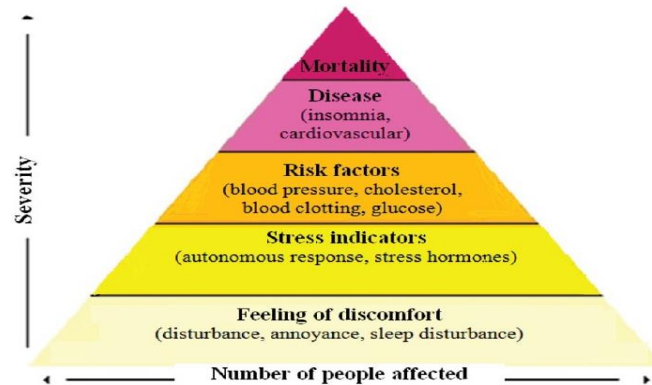 Mortality
Disease
(insomnia,
cardiovascular)
Risk factors
(blood pressure, cholesterol,
blood clotting, glucose)
Stress indicators
(autonomous response, stress hormones)
Feeling of discomfort
(disturbance, annoyance, sleep disturbance)
Number of people affected
Severity